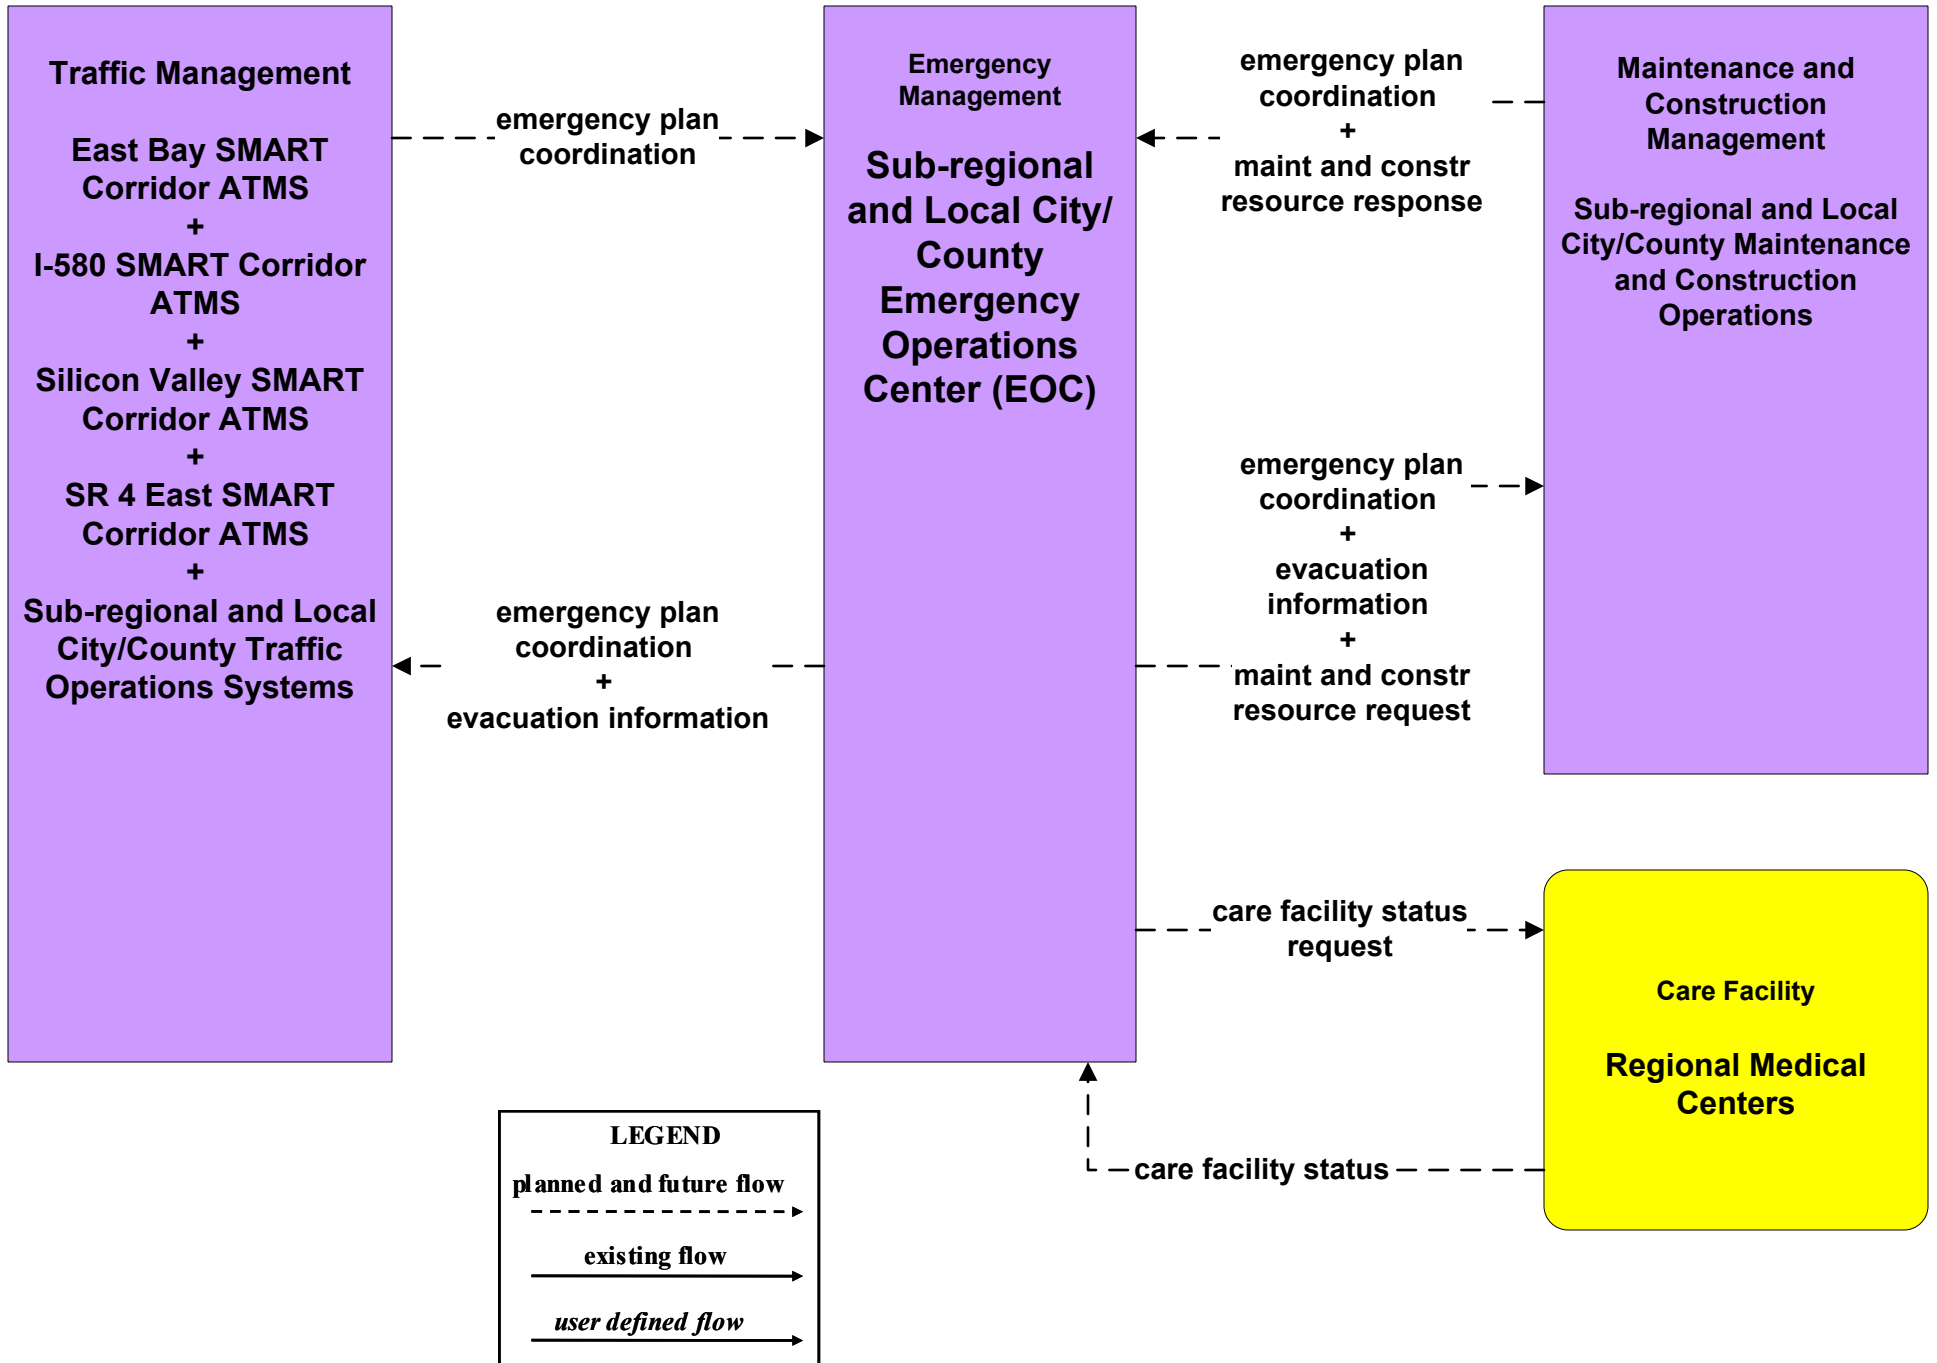 Traffic Management
East Bay SMART
Corridor ATMS
+
I-580 SMART Corridor
ATMS
+
Silicon Valley SMART
Corridor ATMS
+
SR 4 East SMART
Corridor ATMS
+
Sub-regional and Local
City/County Traffic
Operations Systems
emergency plan
coordination
emergency plan
coordination
+
evacuation information
Emergency
Management
Sub-regional
and Local City/
County
Emergency
Operations
Center (EOC)
emergency plan
coordination
+
maint and constr
resource response
emergency plan
coordination
+
evacuation
information
+
maint and constr
resource request
Maintenance and
Construction
Management
Sub-regional and Local
City/County Maintenance
and Construction
Operations
care facility status
request
care facility status
Care Facility
Regional Medical
Centers
LEGEND
planned and future flow
existing flow
user defined flow